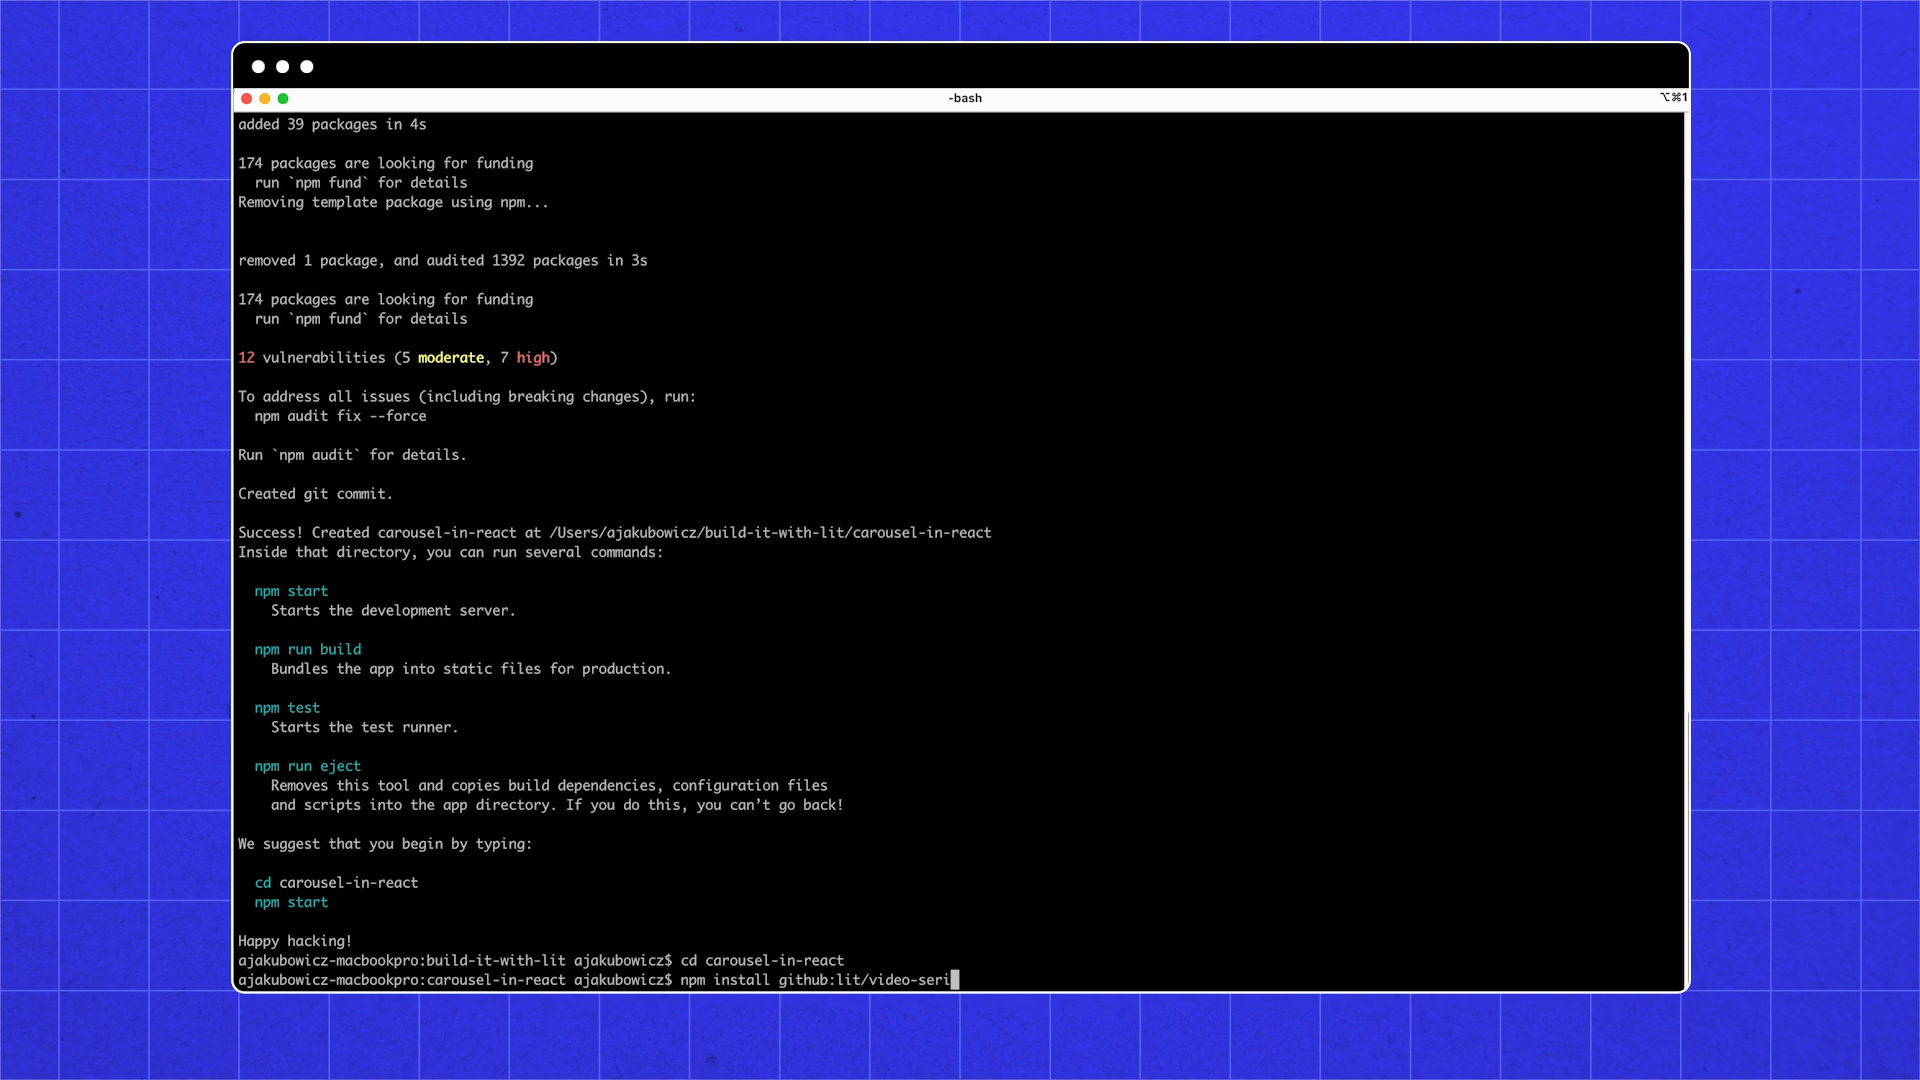 -bash
⌥⌘1
added 39 packages in 4s
174 packages are looking for funding
run `npm fund` for details
Removing template package using npm...
removed 1 package, and audited 1392 packages in 3s
174 packages are looking for funding
run `npm fund` for details
12 vulnerabilities (5 moderate, 7 high)
To address all issues (including breaking changes), run:
npm audit fix --force
Run `npm audit` for details.
Created git commit.
Success! Created carousel-in-react at /Users/ajakubowicz/build-it-with-lit/carousel-in-react
Inside that directory, you can run several commands:
npm start
Starts the development server.
npm run build
Bundles the app into static files for production.
npm test
Starts the test runner.
npm run eject
Removes this tool and copies build dependencies, configuration files
and scripts into the app directory. If you do this, you can’t go back!
We suggest that you begin by typing:
cd carousel-in-react
npm start
Happy hacking!
ajakubowicz-macbookpro:build-it-with-lit ajakubowicz$ cd carousel-in-react
ajakubowicz-macbookpro:carousel-in-react ajakubowicz$ npm install github:lit/video-seri